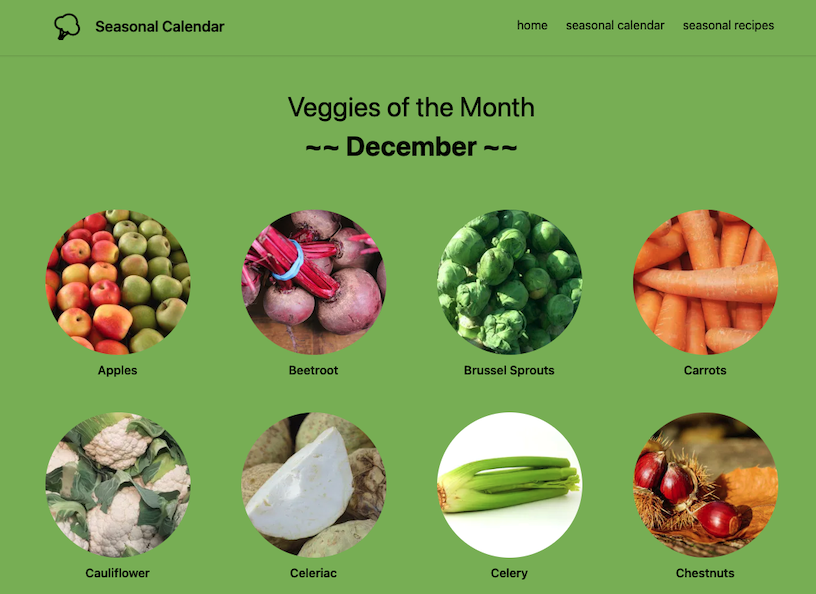 Seasonal Calendar
home seasonal calendar seasonal recipes
Veggies of the Month
~~ December ~~
Apples Beetroot Brussel Sprouts Carrots
Cauliflower Celeriac Celery Chestnuts